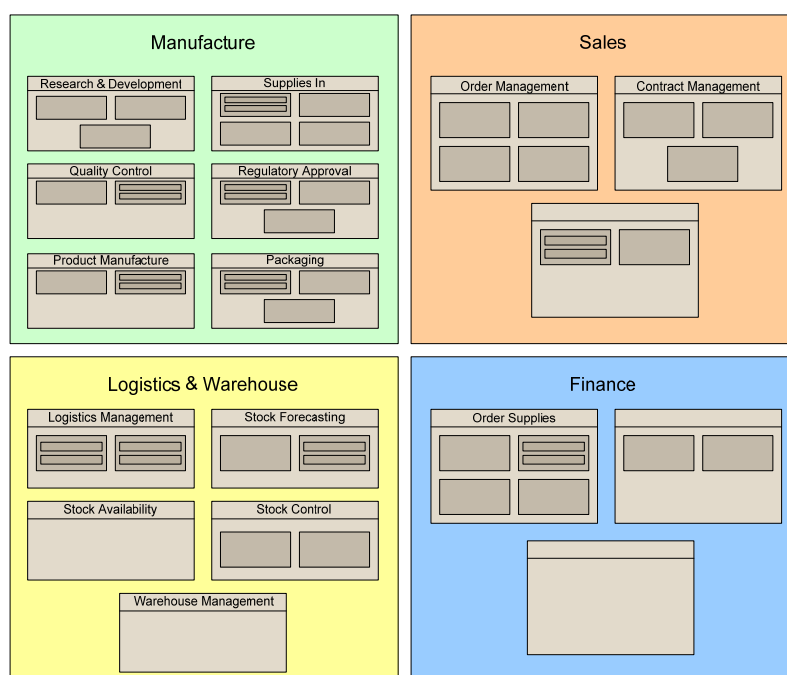 Manufacture
Research & Development
Supplies In
Quality Control
Regulatory Approval
Product Manufacture
Packaging
Sales
Order Management
Contract Management
Logistics & Warehouse
Logistics Management
Stock Forecasting
Stock Availability
Stock Control
Warehouse Management
Finance
Order Supplies